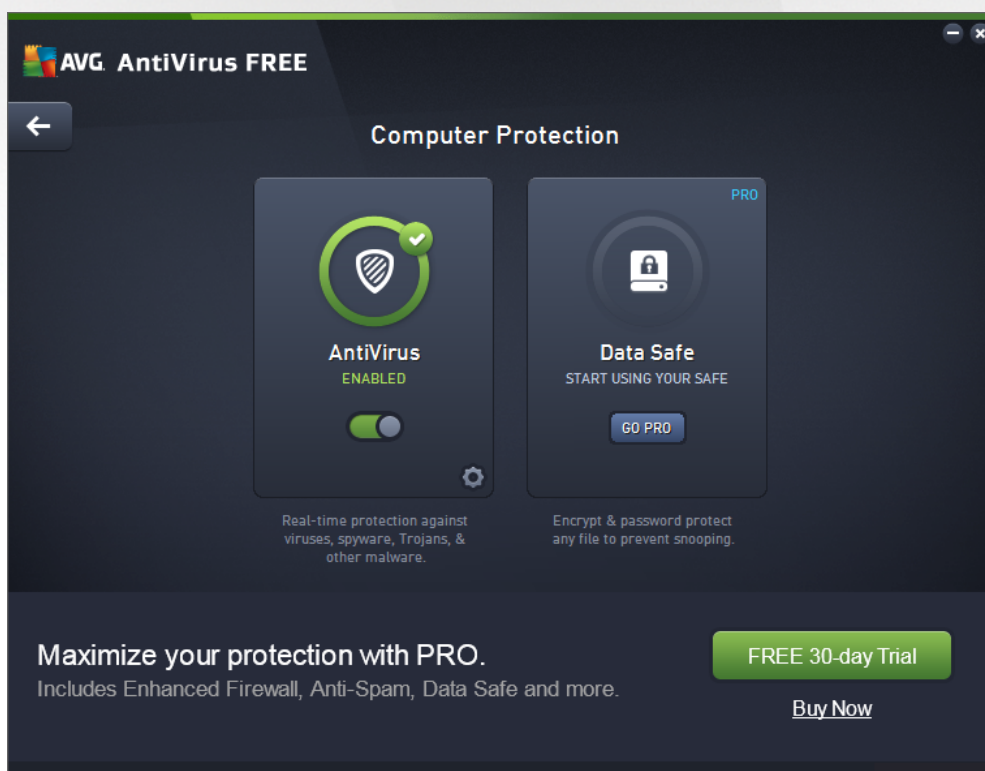 AVG AntiVirus FREE
Computer Protection
PRO
AntiVirus
ENABLED
Data Safe
START USING YOUR SAFE
GO PRO
Real-time protection against
viruses, spyware, Trojans, &
other malware.
Encrypt & password protect
any file to prevent snooping.
Maximize your protection with PRO.
Includes Enhanced Firewall, Anti-Spam, Data Safe and more.
FREE 30-day Trial
Buy Now